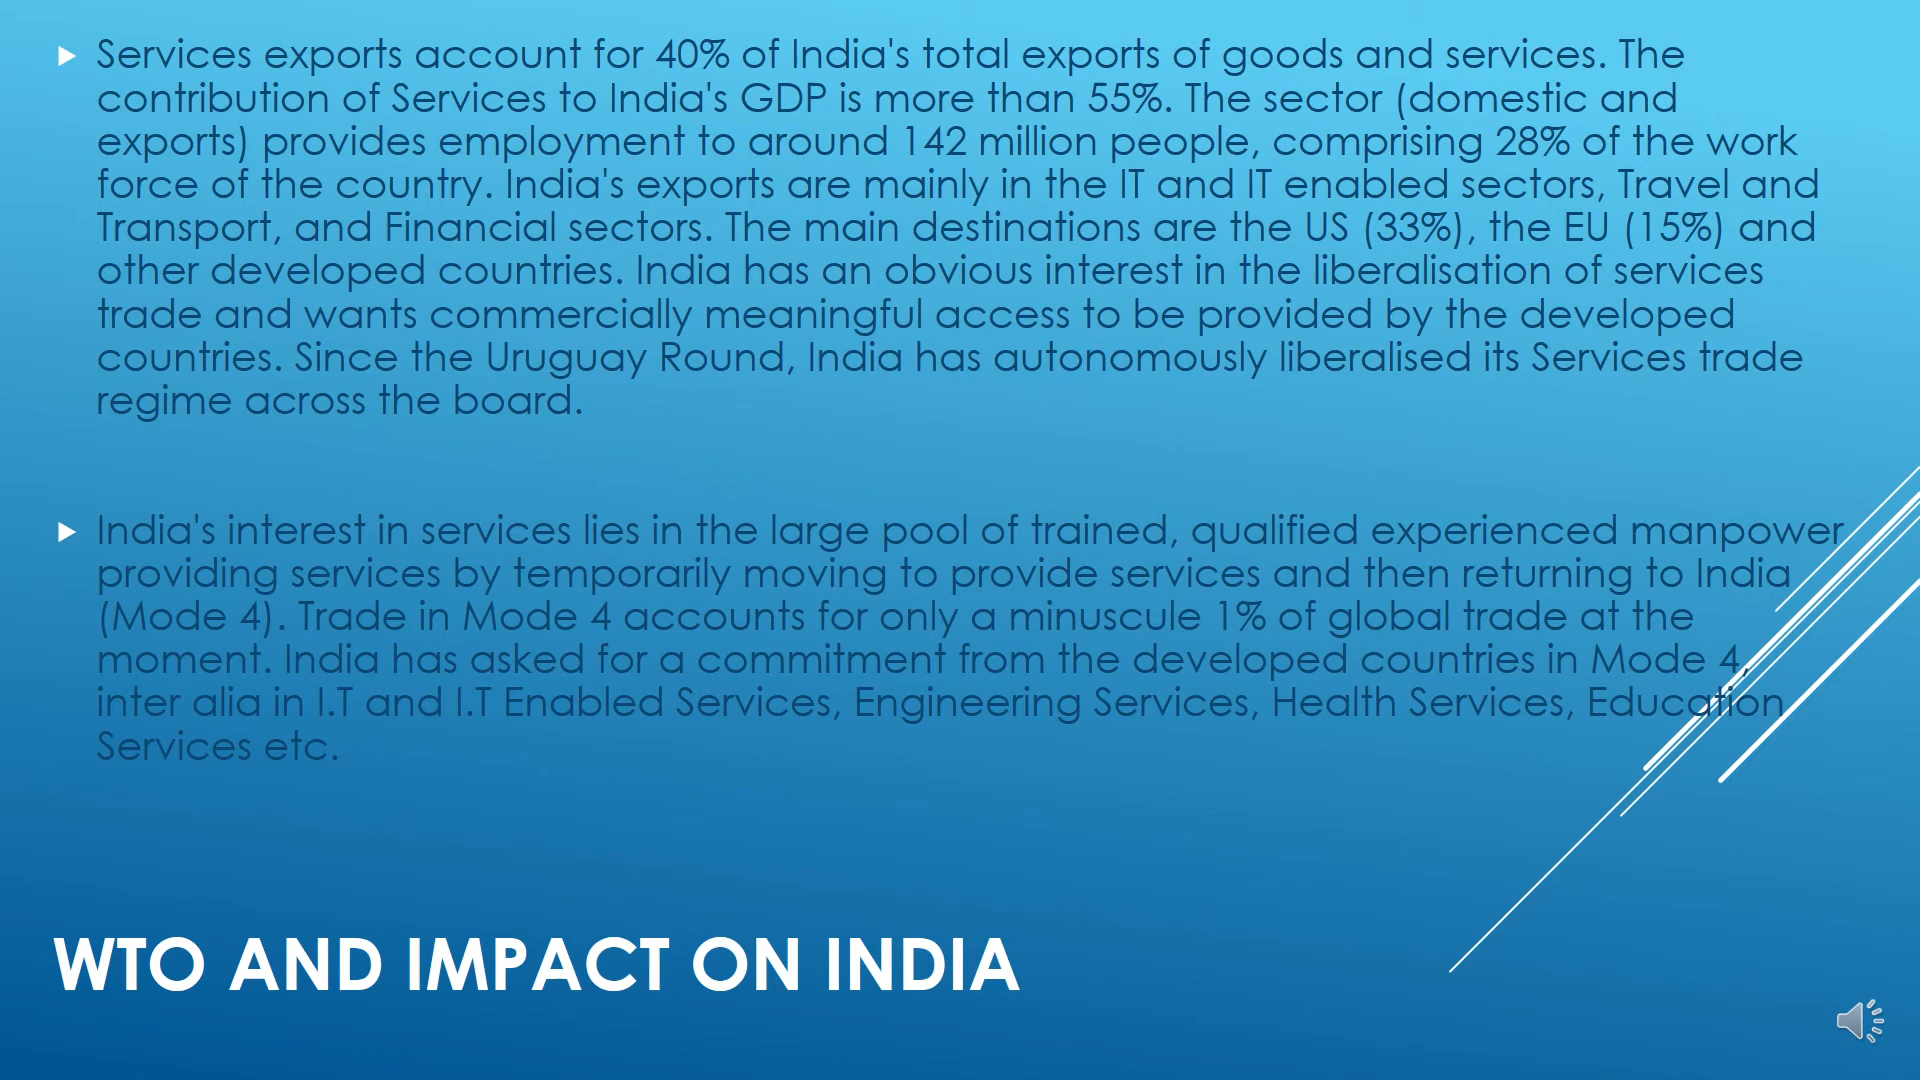 Services exports account for 40% of India's total exports of goods and services. The
contribution of Services to India's GDP is more than 55%. The sector (domestic and
exports) provides employment to around 142 million people, comprising 28% of the work
force of the country. India's exports are mainly in the IT and IT enabled sectors, Travel and
Transport, and Financial sectors. The main destinations are the US (33%), the EU (15%) and
other developed countries. India has an obvious interest in the liberalisation of services
trade and wants commercially meaningful access to be provided by the developed
countries. Since the Uruguay Round, India has autonomously liberalised its Services trade
regime across the board.
India's interest in services lies in the large pool of trained, qualified experienced manpower
providing services by temporarily moving to provide services and then returning to India
(Mode 4). Trade in Mode 4 accounts for only a minuscule 1% of global trade at the
moment. India has asked for a commitment from the developed countries in Mode 4,
inter alia in I.T and I.T Enabled Services, Engineering Services, Health Services, Education
Services etc.
WTO AND IMPACT ON INDIA